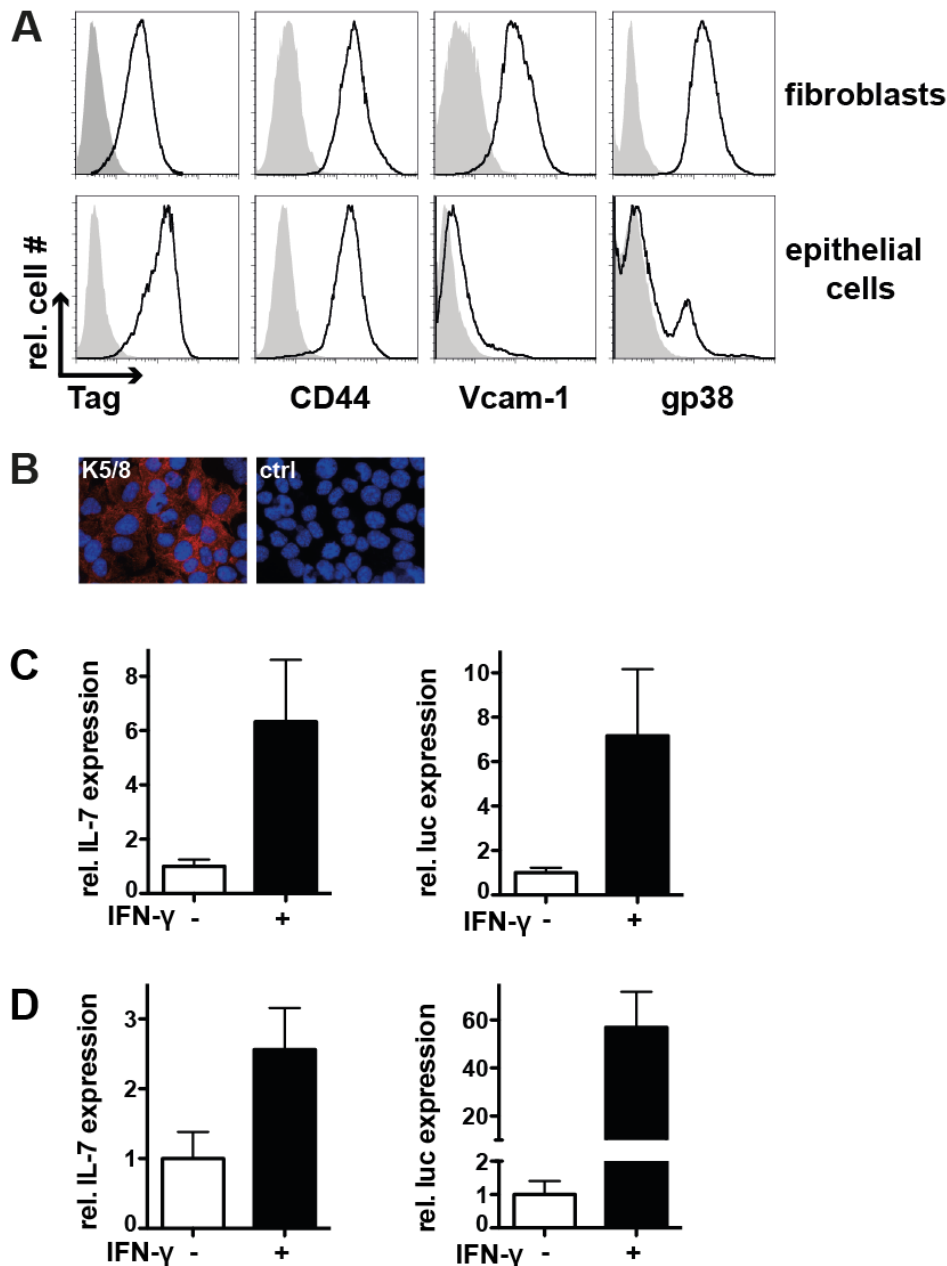 A
fibroblasts
epithelial
cells
rel. cell #
Tag
CD44
Vcam-1
gp38
B
K5/8
ctrl
C
rel. IL-7 expression
8
6
4
2
0
IFN-γ - +
rel. luc expression
10
8
6
4
2
0
IFN-γ - +
D
rel. IL-7 expression
3
2
1
0
IFN-γ - +
rel. luc expression
60
40
20
2
1
0
IFN-γ - +